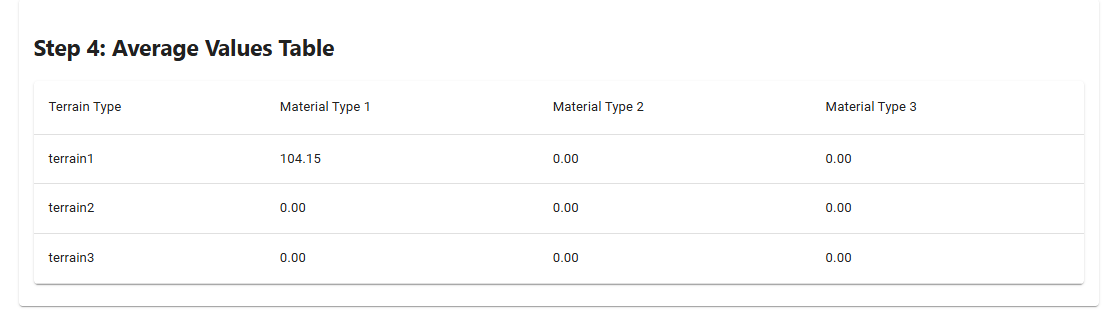 Step 4: Average Values Table
Terrain Type Material Type 1 Material Type 2 Material Type 3
terrain1 104.15 0.00 0.00
terrain2 0.00 0.00 0.00
terrain3 0.00 0.00 0.00